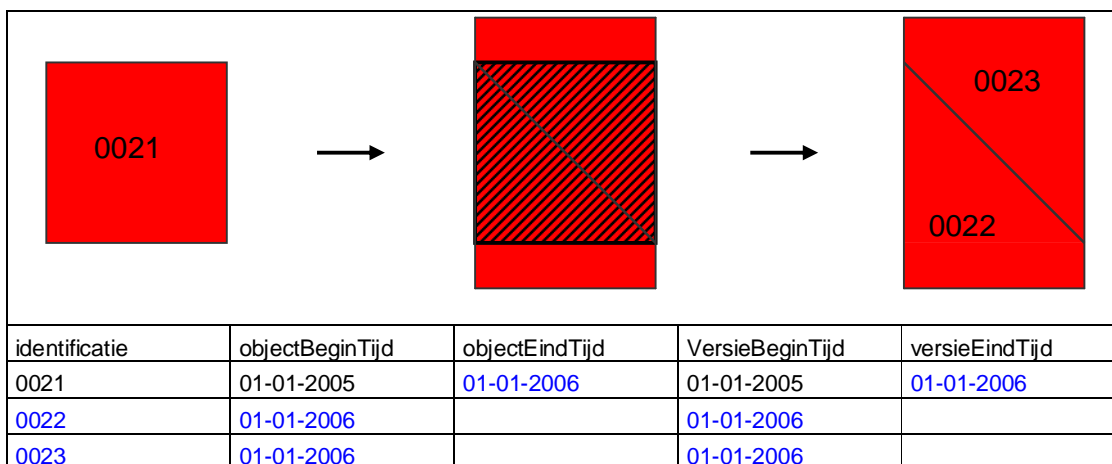 0021
0023
0022
identificatie objectBeginTijd objectEindTijd VersieBeginTijd versieEindTijd
0021 01-01-2005 01-01-2006 01-01-2005 01-01-2006
0022 01-01-2006 01-01-2006
0023 01-01-2006 01-01-2006